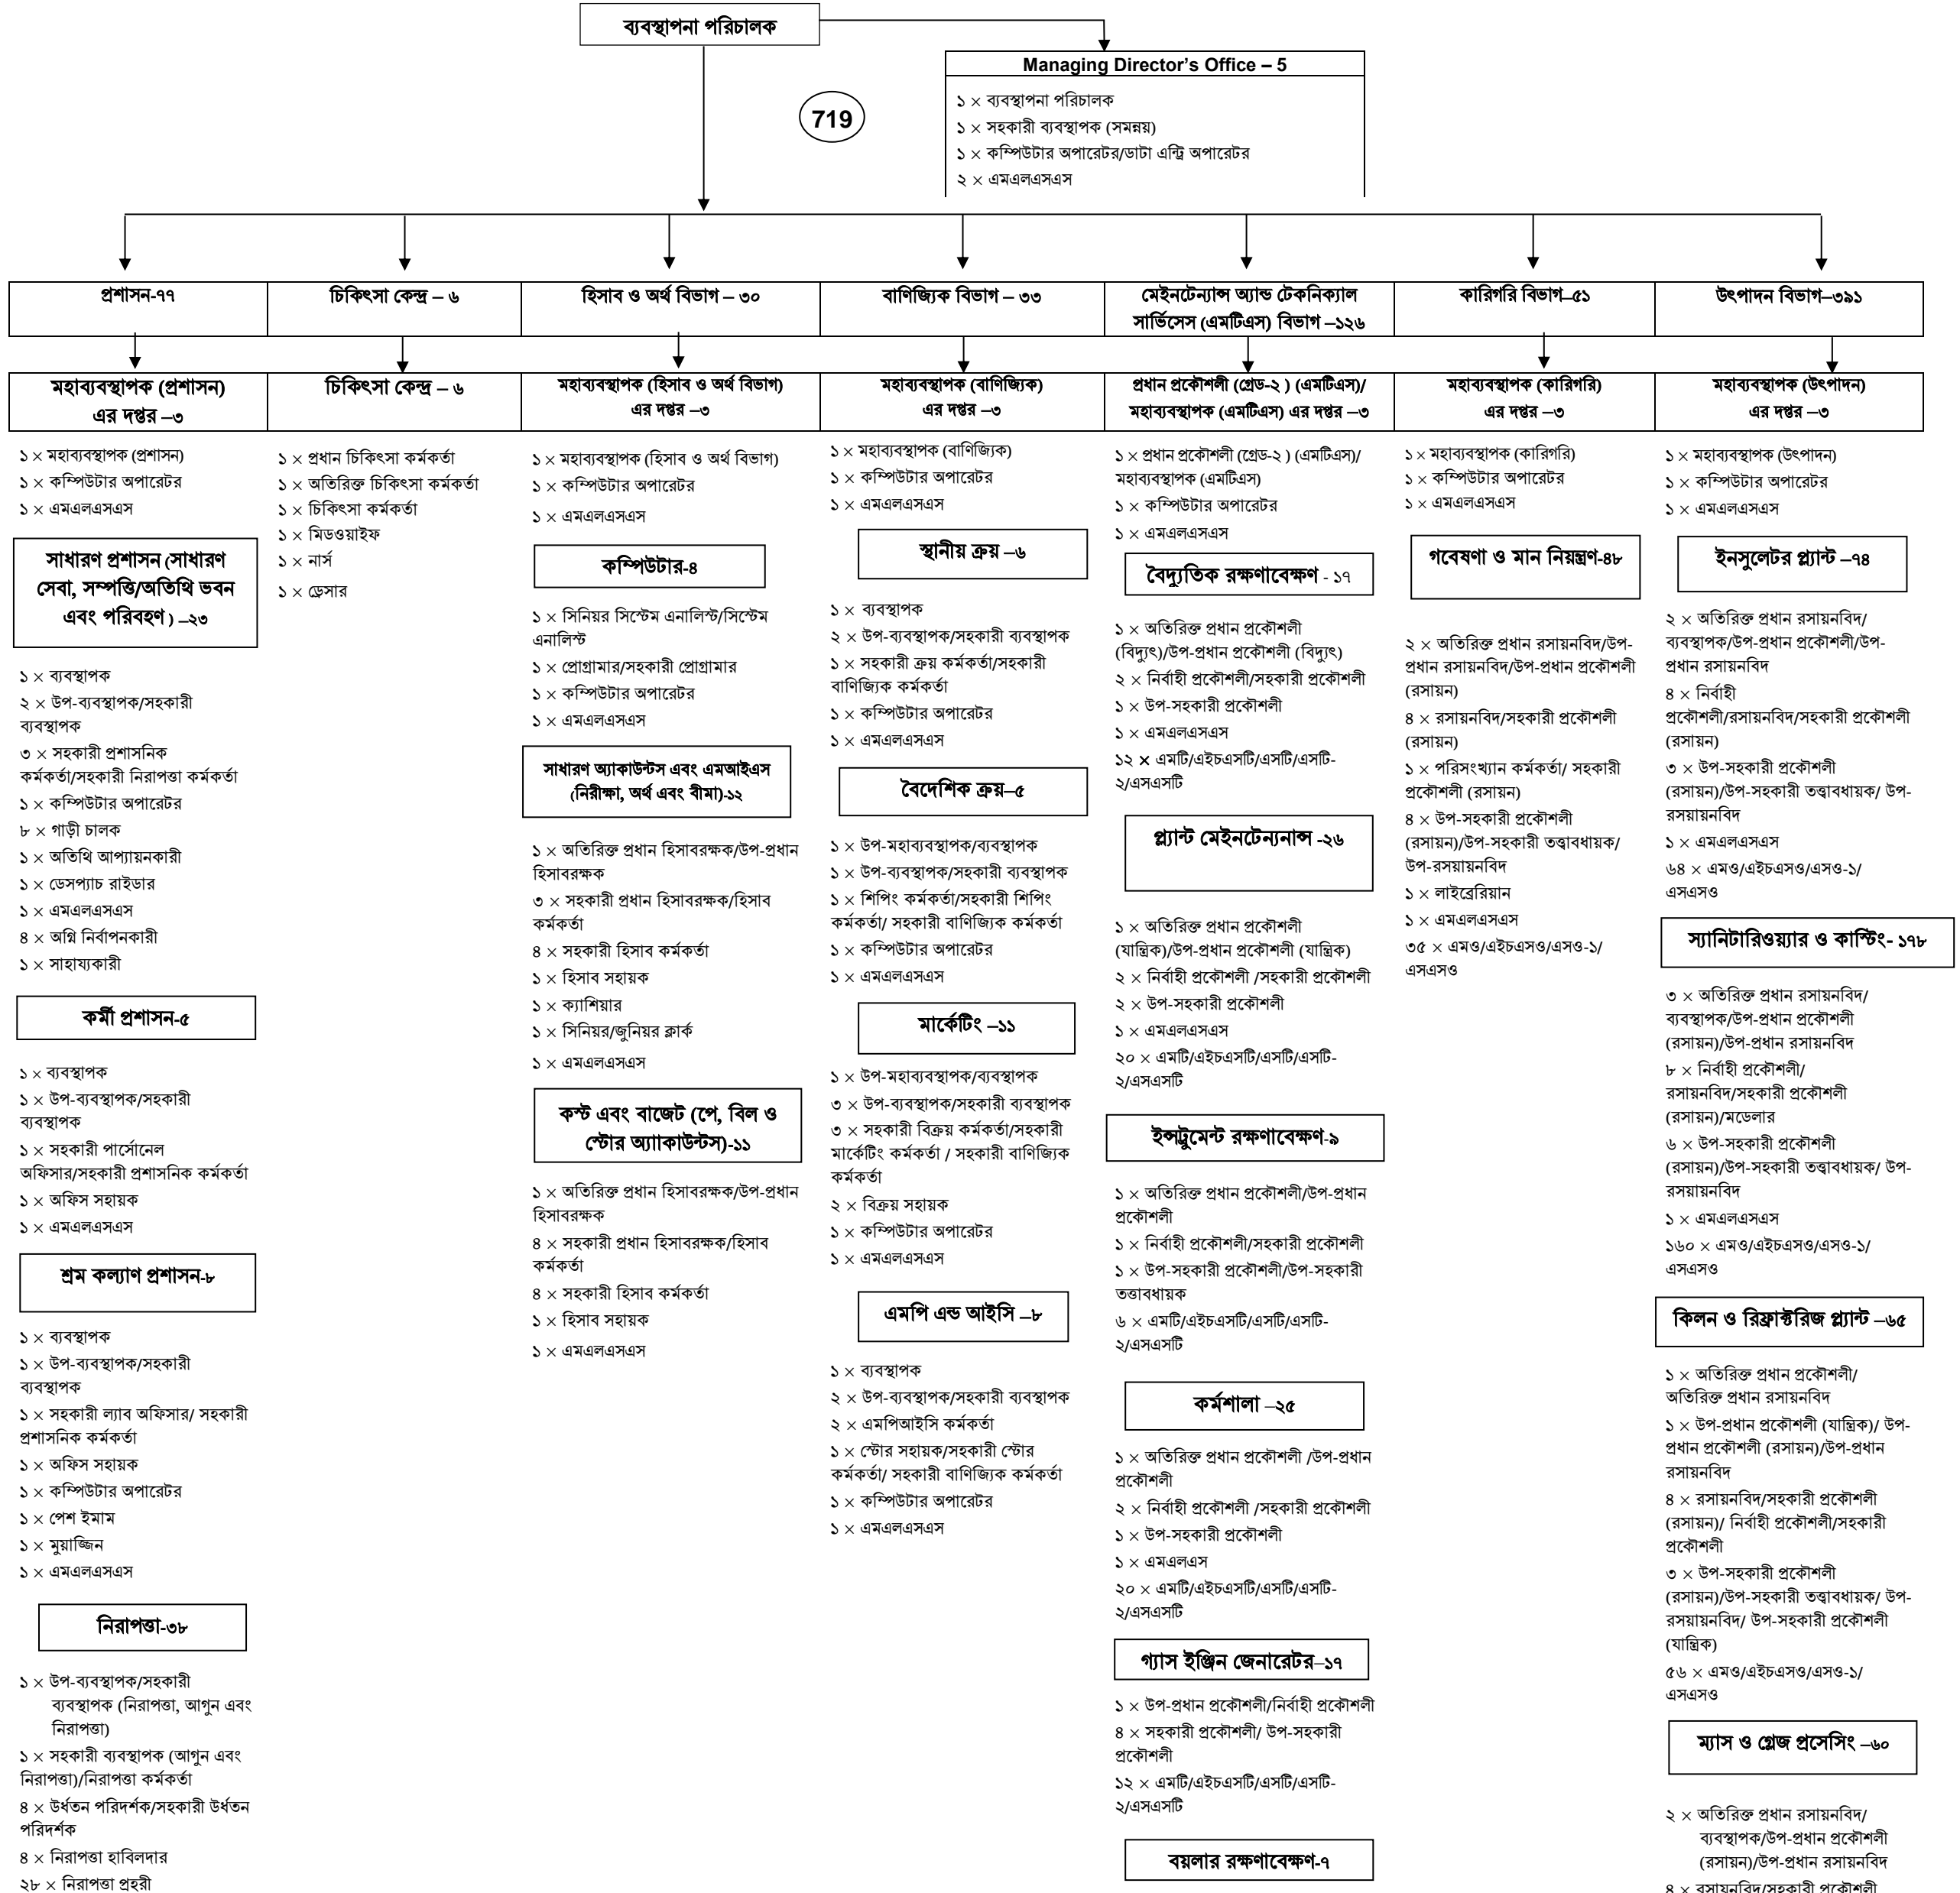 ব্যবস্থাপনা পরিচালক
Managing Director's Office – 5
১ × ব্যবস্থাপনা পরিচালক
১ × সহকারী ব্যবস্থাপক (সমন্নয়)
১ × কম্পিউটার অপারেটর/ডাটা এন্ট্রি অপারেটর
২ × এমএলএসএস
719
প্রশাসন-৭৭
চিকিৎসা কেন্দ্র – ৬
হিসাব ও অর্থ বিভাগ – ৩০
বাণিজ্যিক বিভাগ – ৩৩
মেইনটেন্যান্স অ্যান্ড টেকনিক্যাল
সার্ভিসেস (এমটিএস) বিভাগ –১২৬
কারিগরি বিভাগ–৫১
উৎপাদন বিভাগ–৩৯১
মহাব্যবস্থাপক (প্রশাসন)
এর দপ্তর –৩
১ × মহাব্যবস্থাপক (প্রশাসন)
১ × কম্পিউটার অপারেটর
১ × এমএলএসএস
সাধারণ প্রশাসন (সাধারণ
সেবা, সম্পত্তি/অতিথি ভবন
এবং পরিবহণ ) –২৩
১ × ব্যবস্থাপক
২ × উপ-ব্যবস্থাপক/সহকারী
ব্যবস্থাপক
৩ × সহকারী প্রশাসনিক
কর্মকর্তা/সহকারী নিরাপত্তা কর্মকর্তা
১ × কম্পিউটার অপারেটর
৮ × গাড়ী চালক
১ × অতিথি আপ্যায়নকারী
১ × ডেসপ্যাচ রাইডার
১ × এমএলএসএস
৪ × অগ্নি নির্বাপনকারী
১ × সাহায্যকারী
কর্মী প্রশাসন-৫
১ × ব্যবস্থাপক
১ × উপ-ব্যবস্থাপক/সহকারী
ব্যবস্থাপক
১ × সহকারী পার্সোনেল
অফিসার/সহকারী প্রশাসনিক কর্মকর্তা
১ × অফিস সহায়ক
১ × এমএলএসএস
শ্রম কল্যাণ প্রশাসন-৮
১ × ব্যবস্থাপক
১ × উপ-ব্যবস্থাপক/সহকারী
ব্যবস্থাপক
১ × সহকারী ল্যাব অফিসার/ সহকারী
প্রশাসনিক কর্মকর্তা
১ × অফিস সহায়ক
১ × কম্পিউটার অপারেটর
১ × পেশ ইমাম
১ × মুয়াজ্জিন
১ × এমএলএসএস
নিরাপত্তা-৩৮
১ × উপ-ব্যবস্থাপক/সহকারী
ব্যবস্থাপক (নিরাপত্তা, আগুন এবং
নিরাপত্তা)
১ × সহকারী ব্যবস্থাপক (আগুন এবং
নিরাপত্তা)/নিরাপত্তা কর্মকর্তা
৪ × উর্ধতন পরিদর্শক/সহকারী উর্ধতন
পরিদর্শক
৪ × নিরাপত্তা হাবিলদার
২৮ × নিরাপত্তা প্রহরী
চিকিৎসা কেন্দ্র – ৬
১ × প্রধান চিকিৎসা কর্মকর্তা
১ × অতিরিক্ত চিকিৎসা কর্মকর্তা
১ × চিকিৎসা কর্মকর্তা
১ × মিডওয়াইফ
১ × নার্স
১ × ড্রেসার
মহাব্যবস্থাপক (হিসাব ও অর্থ বিভাগ)
এর দপ্তর –৩
১ × মহাব্যবস্থাপক (হিসাব ও অর্থ বিভাগ)
১ × কম্পিউটার অপারেটর
১ × এমএলএসএস
কম্পিউটার-৪
১ × সিনিয়র সিস্টেম এনালিস্ট/সিস্টেম
এনালিস্ট
১ × প্রোগ্রামার/সহকারী প্রোগ্রামার
১ × কম্পিউটার অপারেটর
১ × এমএলএসএস
সাধারণ অ্যাকাউন্টস এবং এমআইএস
(নিরীক্ষা, অর্থ এবং বীমা)-১২
১ × অতিরিক্ত প্রধান হিসাবরক্ষক/উপ-প্রধান
হিসাবরক্ষক
৩ × সহকারী প্রধান হিসাবরক্ষক/হিসাব
কর্মকর্তা
৪ × সহকারী হিসাব কর্মকর্তা
১ × হিসাব সহায়ক
১ × ক্যাশিয়ার
১ × সিনিয়র/জুনিয়র ক্লার্ক
১ × এমএলএসএস
কস্ট এবং বাজেট (পে, বিল ও
স্টোর অ্যাাকাউন্টস)-১১
১ × অতিরিক্ত প্রধান হিসাবরক্ষক/উপ-প্রধান
হিসাবরক্ষক
৪ × সহকারী প্রধান হিসাবরক্ষক/হিসাব
কর্মকর্তা
৪ × সহকারী হিসাব কর্মকর্তা
১ × হিসাব সহায়ক
১ × এমএলএসএস
মহাব্যবস্থাপক (বাণিজ্যিক)
এর দপ্তর –৩
১ × মহাব্যবস্থাপক (বাণিজ্যিক)
১ × কম্পিউটার অপারেটর
১ × এমএলএসএস
স্থানীয় ক্রয় –৬
১ × ব্যবস্থাপক
২ × উপ-ব্যবস্থাপক/সহকারী ব্যবস্থাপক
১ × সহকারী ক্রয় কর্মকর্তা/সহকারী
বাণিজ্যিক কর্মকর্তা
১ × কম্পিউটার অপারেটর
১ × এমএলএসএস
বৈদেশিক ক্রয়–৫
১ × উপ-মহাব্যবস্থাপক/ব্যবস্থাপক
১ × উপ-ব্যবস্থাপক/সহকারী ব্যবস্থাপক
১ × শিপিং কর্মকর্তা/সহকারী শিপিং
কর্মকর্তা/ সহকারী বাণিজ্যিক কর্মকর্তা
১ × কম্পিউটার অপারেটর
১ × এমএলএসএস
মার্কেটিং –১১
১ × উপ-মহাব্যবস্থাপক/ব্যবস্থাপক
৩ × উপ-ব্যবস্থাপক/সহকারী ব্যবস্থাপক
৩ × সহকারী বিক্রয় কর্মকর্তা/সহকারী
মার্কেটিং কর্মকর্তা / সহকারী বাণিজ্যিক
কর্মকর্তা
২ × বিক্রয় সহায়ক
১ × কম্পিউটার অপারেটর
১ × এমএলএসএস
এমপি এন্ড আইসি –৮
১ × ব্যবস্থাপক
২ × উপ-ব্যবস্থাপক/সহকারী ব্যবস্থাপক
২ × এমপিআইসি কর্মকর্তা
১ × স্টোর সহায়ক/সহকারী স্টোর
কর্মকর্তা/ সহকারী বাণিজ্যিক কর্মকর্তা
১ × কম্পিউটার অপারেটর
১ × এমএলএসএস
প্রধান প্রকৌশলী (গ্রেড-২ ) (এমটিএস)/
মহাব্যবস্থাপক (এমটিএস) এর দপ্তর –৩
১ × প্রধান প্রকৌশলী (গ্রেড-২ ) (এমটিএস)/
মহাব্যবস্থাপক (এমটিএস)
১ × কম্পিউটার অপারেটর
১ × এমএলএসএস
বৈদ্যুতিক রক্ষণাবেক্ষণ - ১৭
১ × অতিরিক্ত প্রধান প্রকৌশলী
(বিদ্যুৎ)/উপ-প্রধান প্রকৌশলী (বিদ্যুৎ)
২ × নির্বাহী প্রকৌশলী/সহকারী প্রকৌশলী
১ × উপ-সহকারী প্রকৌশলী
১ × এমএলএসএস
১২ × এমটি/এইচএসটি/এসটি/এসটি-
২/এসএসটি
প্ল্যান্ট মেইনটেন্যনান্স -২৬
১ × অতিরিক্ত প্রধান প্রকৌশলী
(যান্ত্রিক)/উপ-প্রধান প্রকৌশলী (যান্ত্রিক)
২ × নির্বাহী প্রকৌশলী /সহকারী প্রকৌশলী
২ × উপ-সহকারী প্রকৌশলী
১ × এমএলএসএস
২০ × এমটি/এইচএসটি/এসটি/এসটি-
২/এসএসটি
ইন্সট্রুমেন্ট রক্ষণাবেক্ষণ-৯
১ × অতিরিক্ত প্রধান প্রকৌশলী/উপ-প্রধান
প্রকৌশলী
১ × নির্বাহী প্রকৌশলী/সহকারী প্রকৌশলী
১ × উপ-সহকারী প্রকৌশলী/উপ-সহকারী
তত্তাবধায়ক
৬ × এমটি/এইচএসটি/এসটি/এসটি-
২/এসএসটি
কর্মশালা –২৫
১ × অতিরিক্ত প্রধান প্রকৌশলী /উপ-প্রধান
প্রকৌশলী
২ × নির্বাহী প্রকৌশলী /সহকারী প্রকৌশলী
১ × উপ-সহকারী প্রকৌশলী
১ × এমএলএস
২০ × এমটি/এইচএসটি/এসটি/এসটি-
২/এসএসটি
গ্যাস ইঞ্জিন জেনারেটর–১৭
১ × উপ-প্রধান প্রকৌশলী/নির্বাহী প্রকৌশলী
৪ × সহকারী প্রকৌশলী/ উপ-সহকারী
প্রকৌশলী
১২ × এমটি/এইচএসটি/এসটি/এসটি-
২/এসএসটি
বয়লার রক্ষণাবেক্ষণ-৭
মহাব্যবস্থাপক (কারিগরি)
এর দপ্তর –৩
১ × মহাব্যবস্থাপক (কারিগরি)
১ × কম্পিউটার অপারেটর
১ × এমএলএসএস
গবেষণা ও মান নিয়ন্ত্রণ-৪৮
২ × অতিরিক্ত প্রধান রসায়নবিদ/উপ-
প্রধান রসায়নবিদ/উপ-প্রধান প্রকৌশলী
(রসায়ন)
৪ × রসায়নবিদ/সহকারী প্রকৌশলী
(রসায়ন)
১ × পরিসংখ্যান কর্মকর্তা/ সহকারী
প্রকৌশলী (রসায়ন)
৪ × উপ-সহকারী প্রকৌশলী
(রসায়ন)/উপ-সহকারী তত্ত্বাবধায়ক/
উপ-রসয়ায়নবিদ
১ × লাইব্রেরিয়ান
১ × এমএলএসএস
৩৫ × এমও/এইচএসও/এসও-১/
এসএসও
মহাব্যবস্থাপক (উৎপাদন)
এর দপ্তর –৩
১ × মহাব্যবস্থাপক (উৎপাদন)
১ × কম্পিউটার অপারেটর
১ × এমএলএসএস
ইনসুলেটর প্ল্যান্ট –৭৪
২ × অতিরিক্ত প্রধান রসায়নবিদ/
ব্যবস্থাপক/উপ-প্রধান প্রকৌশলী/উপ-
প্রধান রসায়নবিদ
৪ × নির্বাহী
প্রকৌশলী/রসায়নবিদ/সহকারী প্রকৌশলী
(রসায়ন)
৩ × উপ-সহকারী প্রকৌশলী
(রসায়ন)/উপ-সহকারী তত্ত্বাবধায়ক/ উপ-
রসয়ায়নবিদ
১ × এমএলএসএস
৬৪ × এমও/এইচএসও/এসও-১/
এসএসও
স্যানিটারিওয়্যার ও কাস্টিং- ১৭৮
৩ × অতিরিক্ত প্রধান রসায়নবিদ/
ব্যবস্থাপক/উপ-প্রধান প্রকৌশলী
(রসায়ন)/উপ-প্রধান রসায়নবিদ
৮ × নির্বাহী প্রকৌশলী/
রসায়নবিদ/সহকারী প্রকৌশলী
(রসায়ন)/মডেলার
৬ × উপ-সহকারী প্রকৌশলী
(রসায়ন)/উপ-সহকারী তত্ত্বাবধায়ক/ উপ-
রসয়ায়নবিদ
১ × এমএলএসএস
১৬০ × এমও/এইচএসও/এসও-১/
এসএসও
কিলন ও রিফ্রাক্টরিজ প্ল্যান্ট –৬৫
১ × অতিরিক্ত প্রধান প্রকৌশলী/
অতিরিক্ত প্রধান রসায়নবিদ
১ × উপ-প্রধান প্রকৌশলী (যান্ত্রিক)/ উপ-
প্রধান প্রকৌশলী (রসায়ন)/উপ-প্রধান
রসায়নবিদ
৪ × রসায়নবিদ/সহকারী প্রকৌশলী
(রসায়ন)/ নির্বাহী প্রকৌশলী/সহকারী
প্রকৌশলী
৩ × উপ-সহকারী প্রকৌশলী
(রসায়ন)/উপ-সহকারী তত্ত্বাবধায়ক/ উপ-
রসয়ায়নবিদ/ উপ-সহকারী প্রকৌশলী
(যান্ত্রিক)
৫৬ × এমও/এইচএসও/এসও-১/
এসএসও
ম্যাস ও গ্লেজ প্রসেসিং –৬০
২ × অতিরিক্ত প্রধান রসায়নবিদ/
ব্যবস্থাপক/উপ-প্রধান প্রকৌশলী
(রসায়ন)/উপ-প্রধান রসায়নবিদ
৪ × রসায়নবিদ/সহকারী প্রকৌশলী